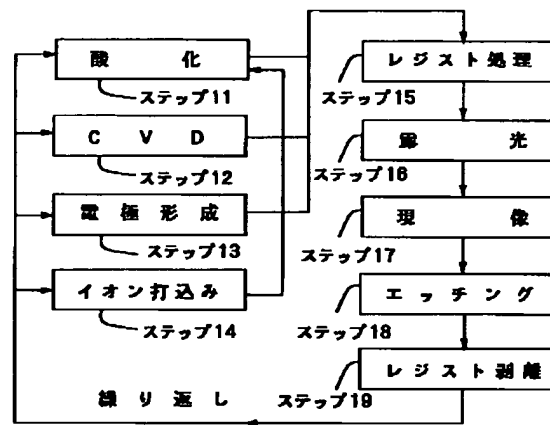 酸化
ステップ11
CVD
ステップ12
電極形成
ステップ13
イオン打込み
ステップ14
繰り返し
レジスト処理
ステップ15
露光
ステップ16
現像
ステップ17
エッチング
ステップ18
レジスト剥離
ステップ19